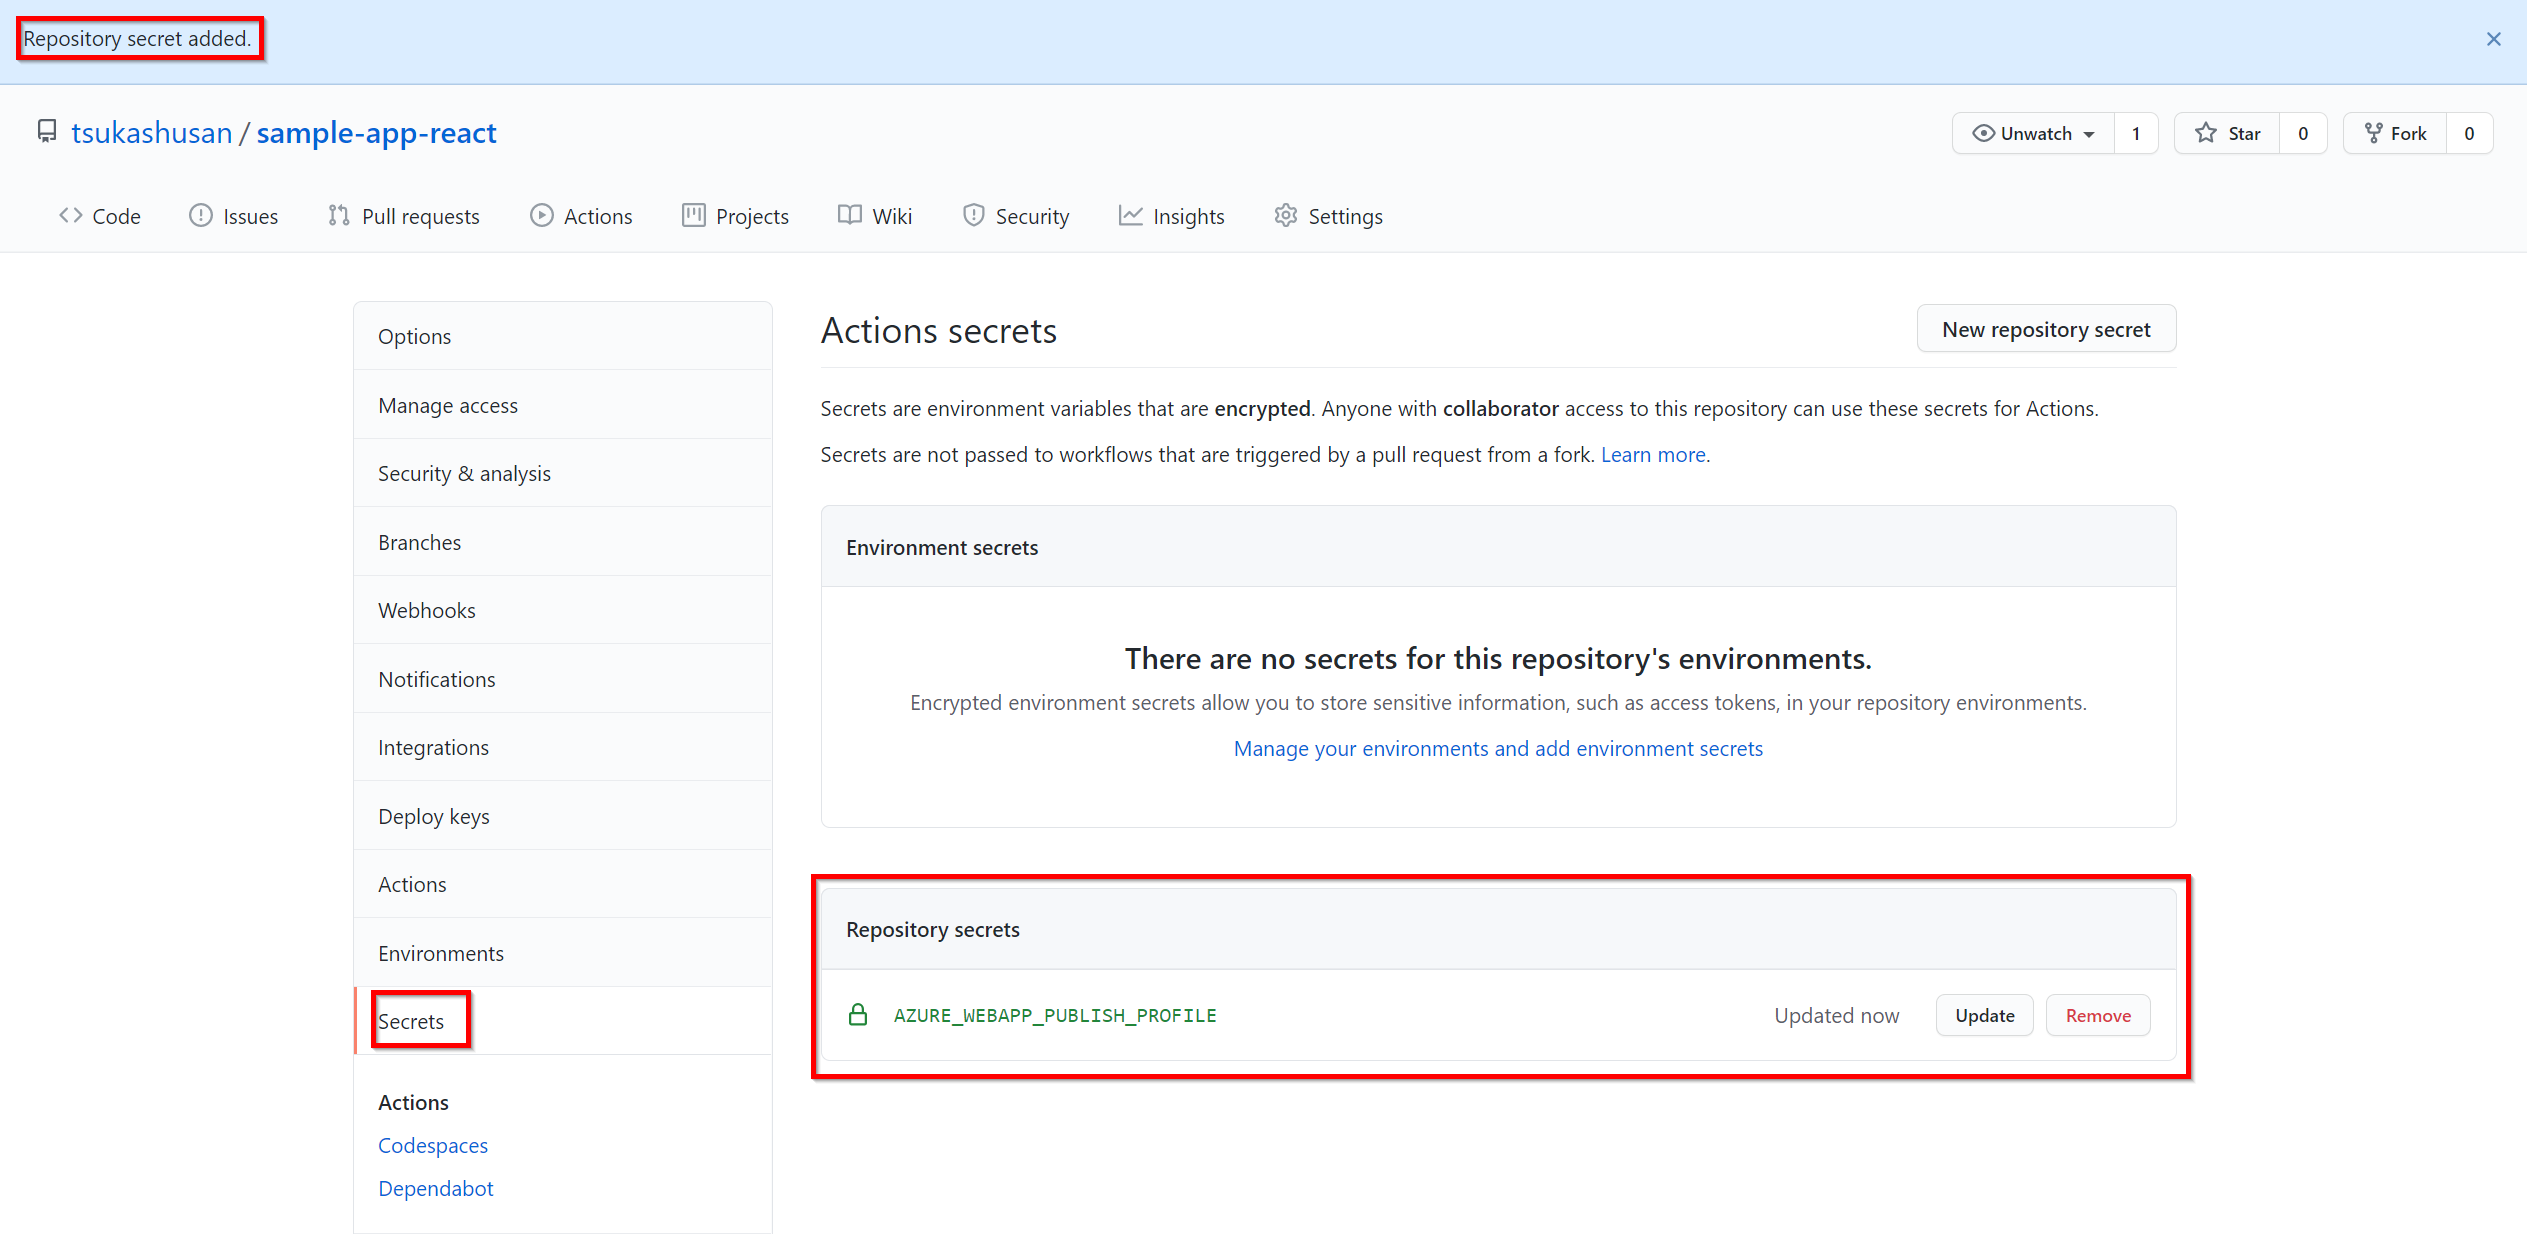 Repository secret added.
tsukashusan / sample-app-react
Unwatch 1 Star 0 Fork 0
Code Issues Pull requests Actions Projects Wiki Security Insights Settings
Options
Manage access
Security & analysis
Branches
Webhooks
Notifications
Integrations
Deploy keys
Actions
Environments
Secrets
Actions
Codespaces
Dependabot
Actions secrets
New repository secret
Secrets are environment variables that are encrypted. Anyone with collaborator access to this repository can use these secrets for Actions.
Secrets are not passed to workflows that are triggered by a pull request from a fork. Learn more.
Environment secrets
There are no secrets for this repository's environments.
Encrypted environment secrets allow you to store sensitive information, such as access tokens, in your repository environments.
Manage your environments and add environment secrets
Repository secrets
AZURE_WEBAPP_PUBLISH_PROFILE Updated now Update Remove